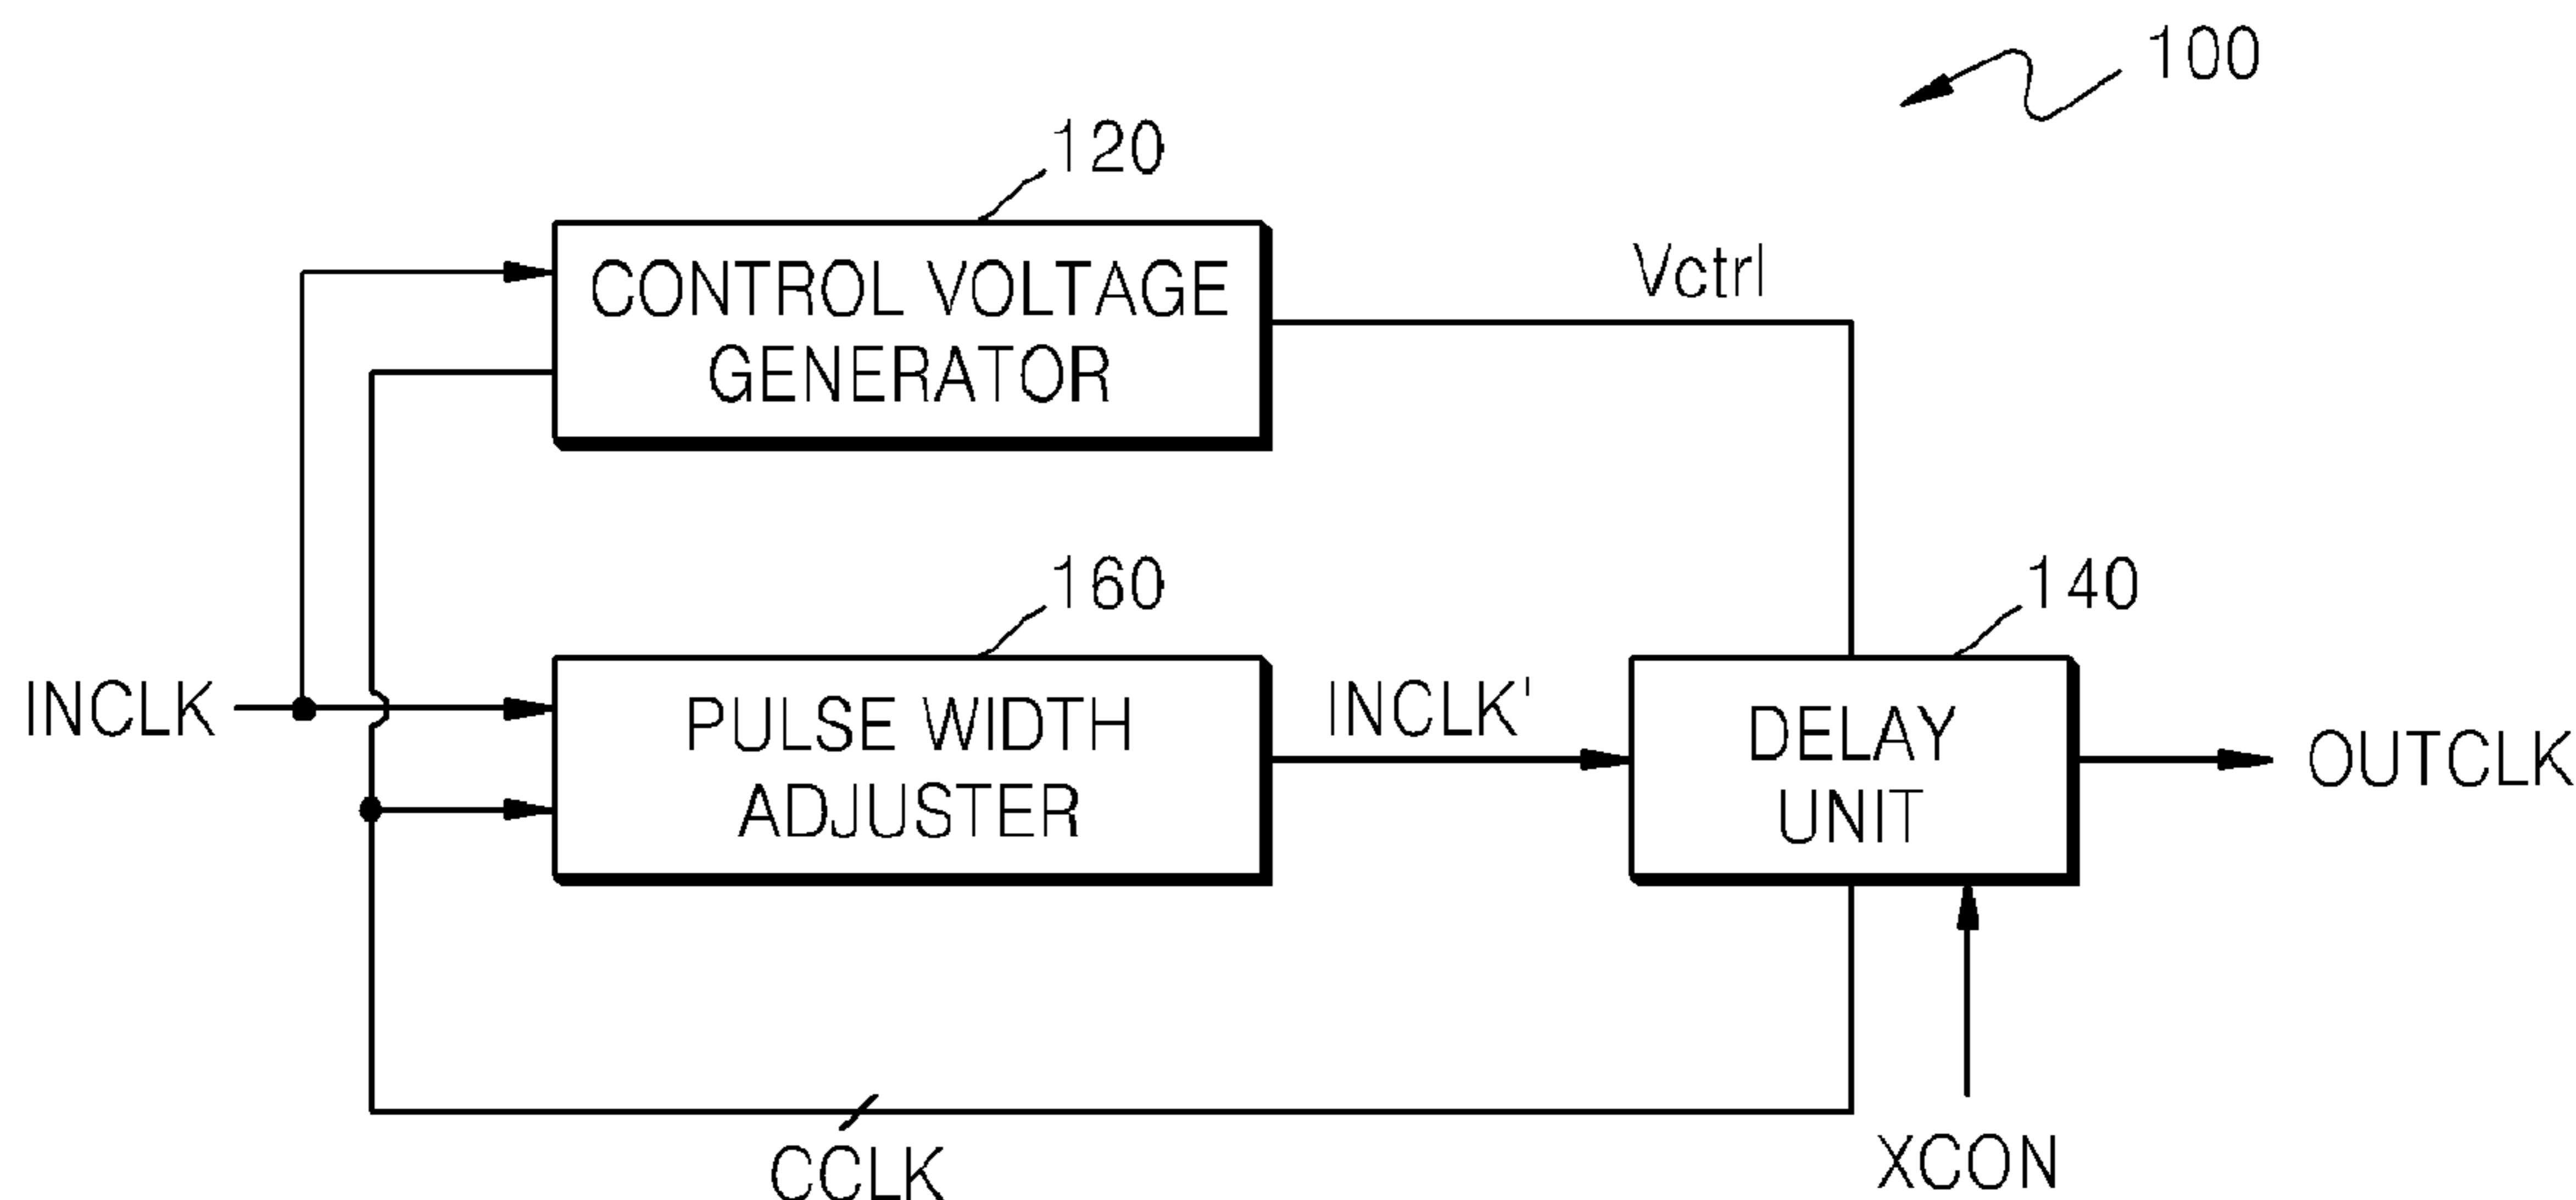 100
120
CONTROL VOLTAGE
GENERATOR
Vctrl
160
140
INCLK
PULSE WIDTH
ADJUSTER
INCLK'
DELAY
UNIT
OUTCLK
CCLK
XCON